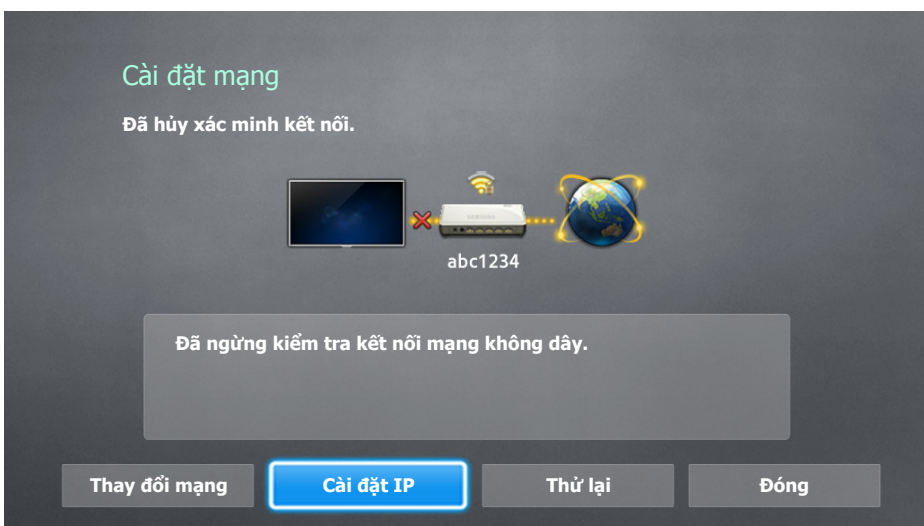 Cài đặt mạng
Đã hủy xác minh kết nối.
SAMSUNG
abc1234
Đã ngừng kiểm tra kết nối mạng không dây.
Thay đổi mạng
Cài đặt IP
Thử lại
Đóng